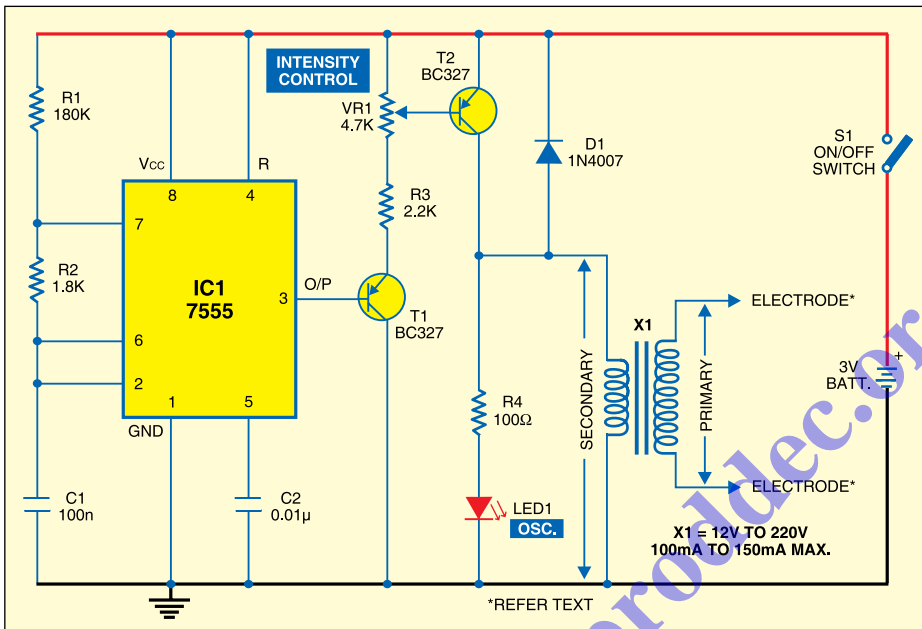 INTENSITY
CONTROL
T2
BC327
R1
180K
VR1
4.7K
D1
1N4007
S1
ON/OFF
SWITCH
VCC
R
8
4
7
R3
2.2K
R2
1.8K
IC1
7555
3
O/P
T1
BC327
ELECTRODE*
X1
6
2
SECONDARY
PRIMARY
3V
BATT.
+
1
5
GND
R4
100Ω
C1
100n
C2
0.01µ
LED1
OSC.
ELECTRODE*
X1 = 12V TO 220V
100mA TO 150mA MAX.
*REFER TEXT